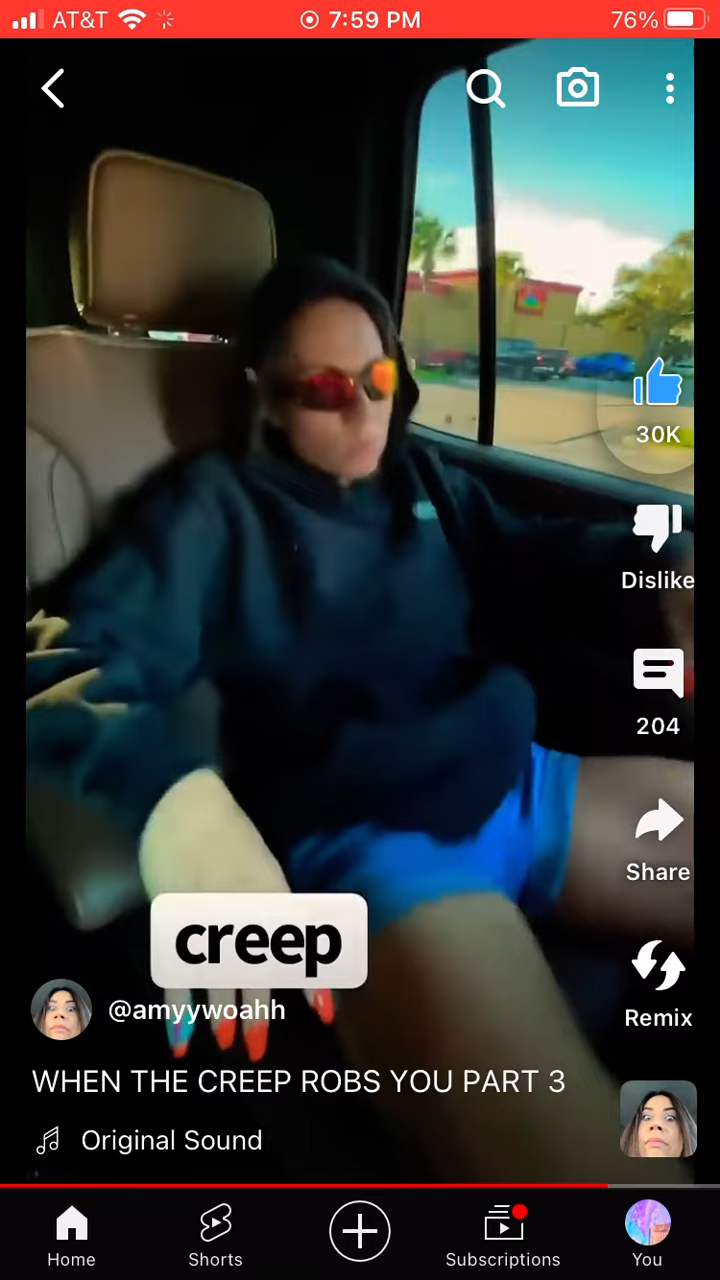 AT&T 7:59 PM 76%
30K
Dislike
204
Share
creep
@amyywoahh
Remix
WHEN THE CREEP ROBS YOU PART 3
Original Sound
Home Shorts Subscriptions You